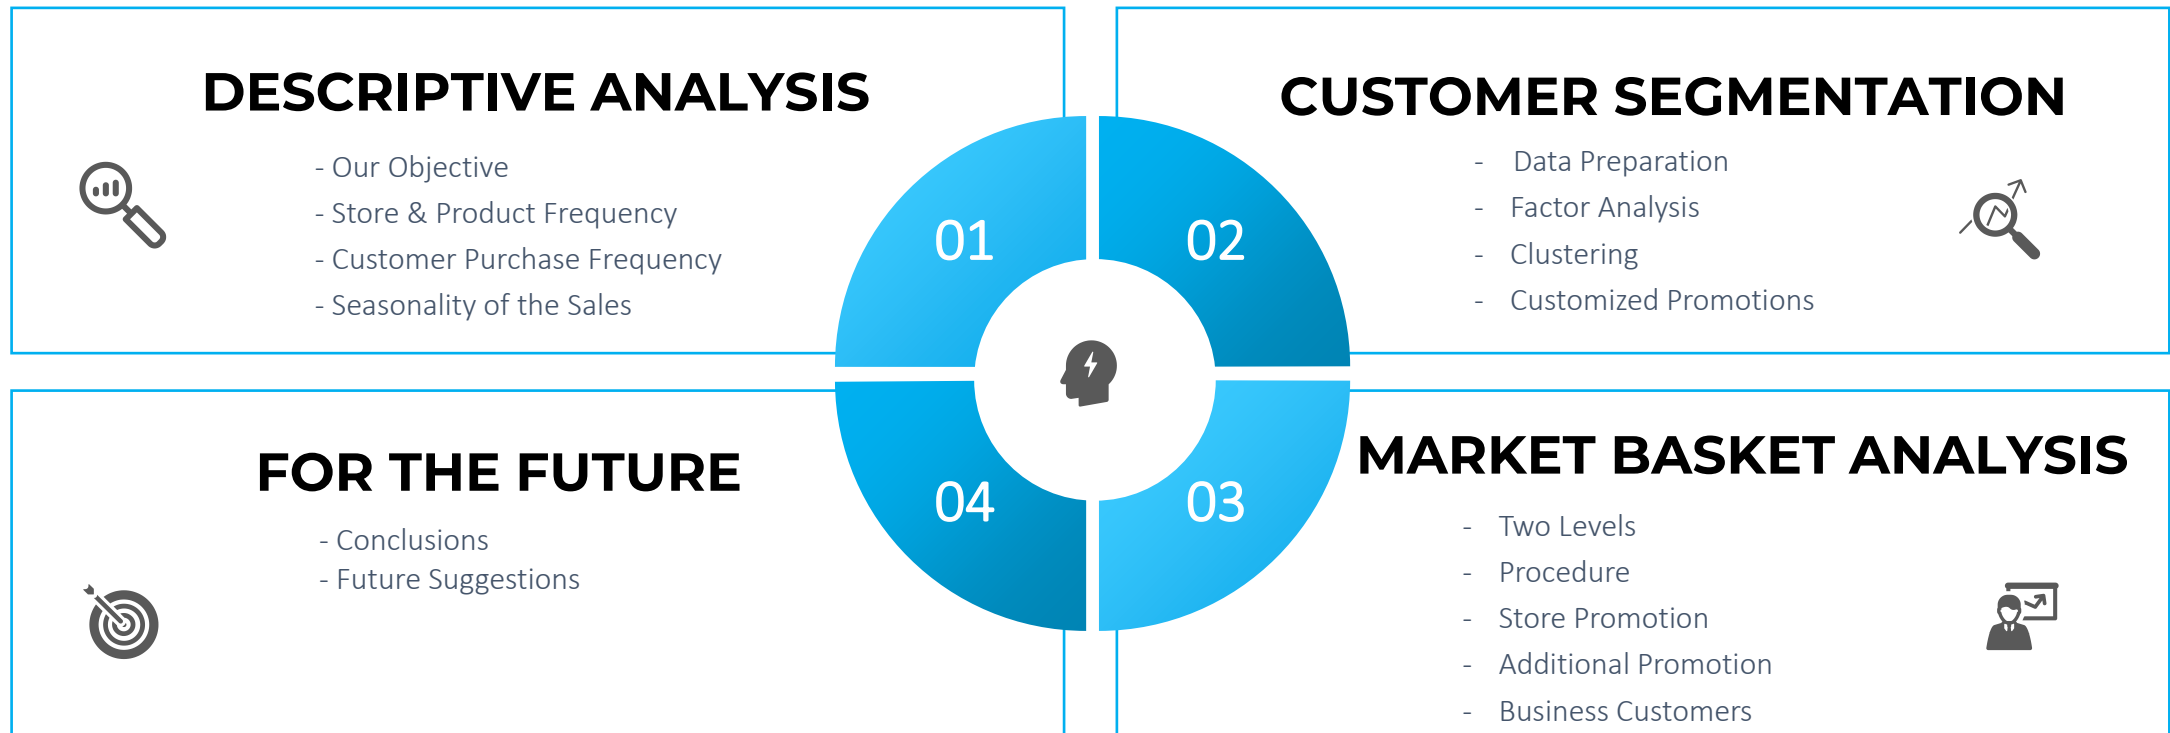 DESCRIPTIVE ANALYSIS
- Our Objective
- Store & Product Frequency
- Customer Purchase Frequency
- Seasonality of the Sales
01
CUSTOMER SEGMENTATION
- Data Preparation
- Factor Analysis
- Clustering
- Customized Promotions
02
MARKET BASKET ANALYSIS
- Two Levels
- Procedure
- Store Promotion
- Additional Promotion
- Business Customers
03
FOR THE FUTURE
- Conclusions
- Future Suggestions
04